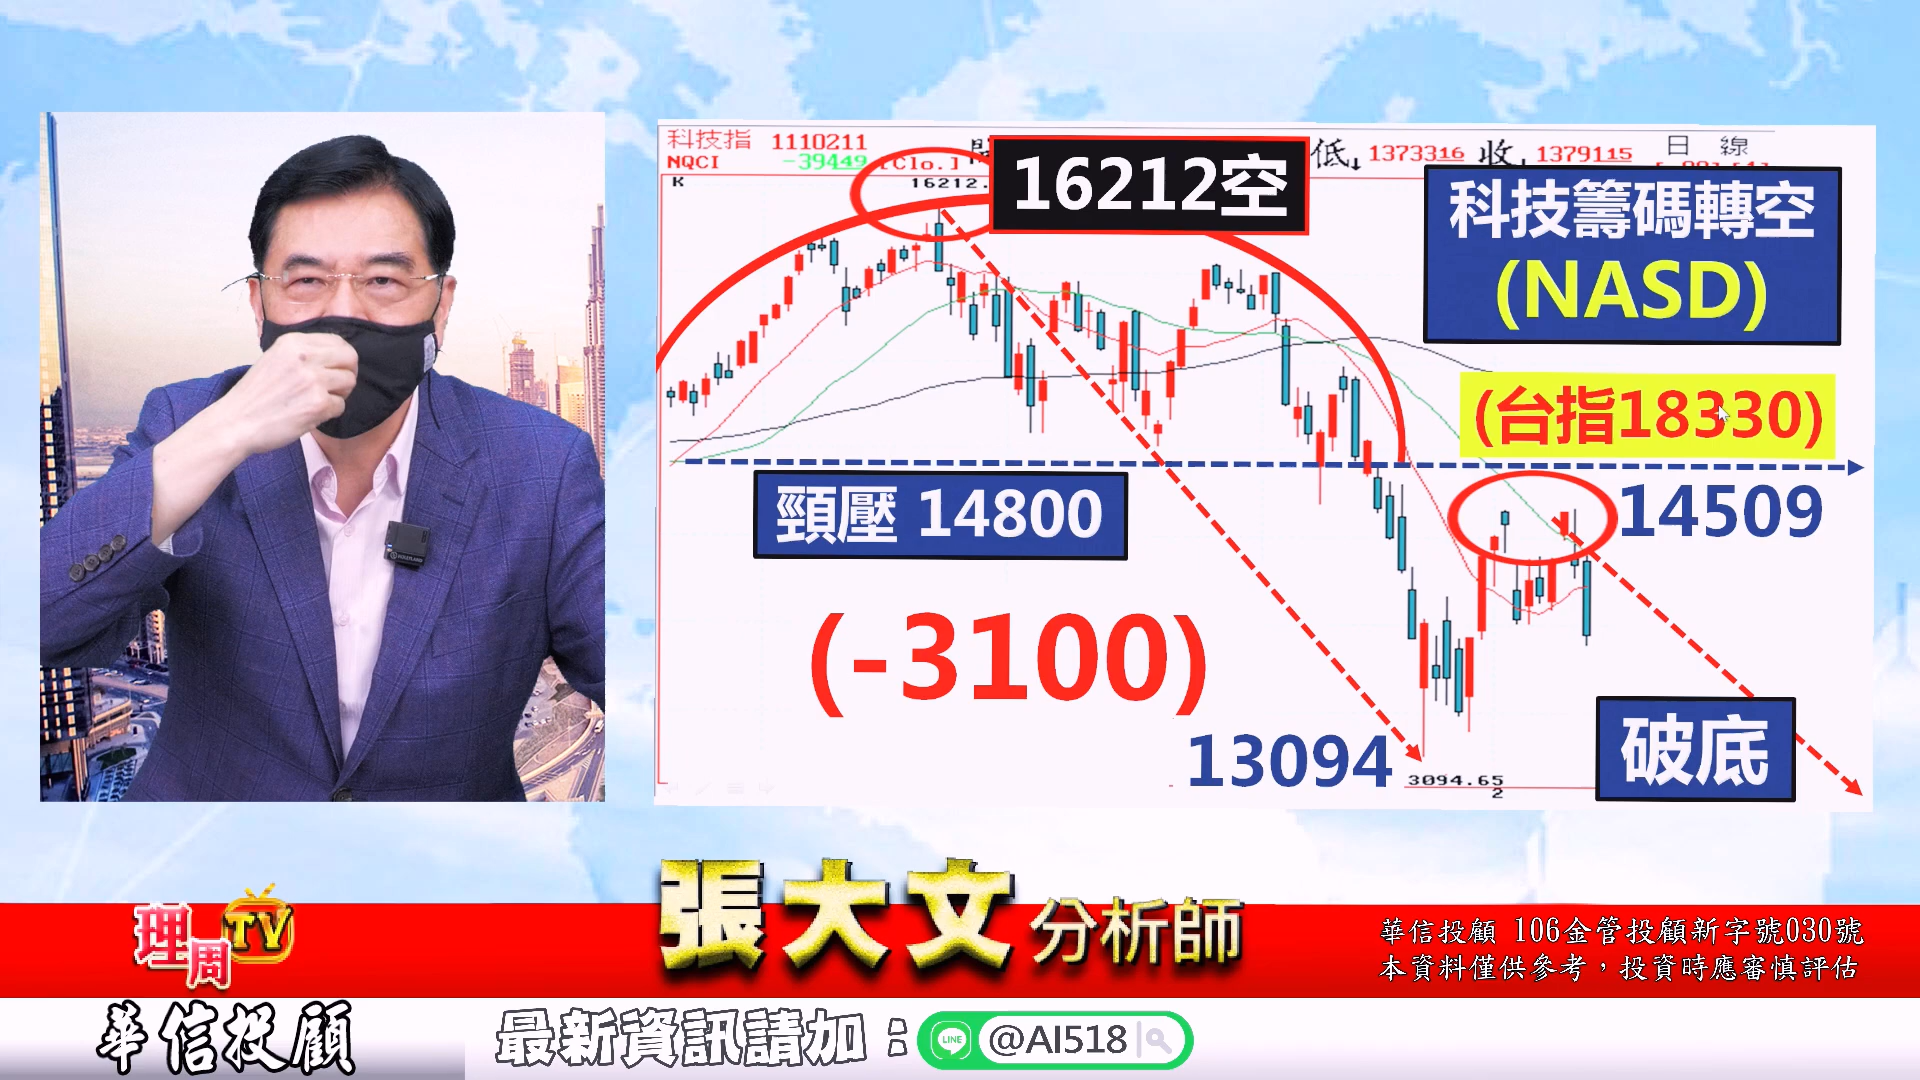 科技指 1110211
NQCI -39449 [Clo.]
低↓ 1373316 收↓ 1379115 日線
K
16212.
16212空
科技籌碼轉空
(NASD)
(台指18330)
頸壓 14800
14509
(-3100)
13094
3094.65
2
破底
張大文 分析師
理周TV
華信投顧 106金管投顧新字號030號
本資料僅供參考，投資時應審慎評估
華信投顧
最新資訊請加：
LINE
@AI518